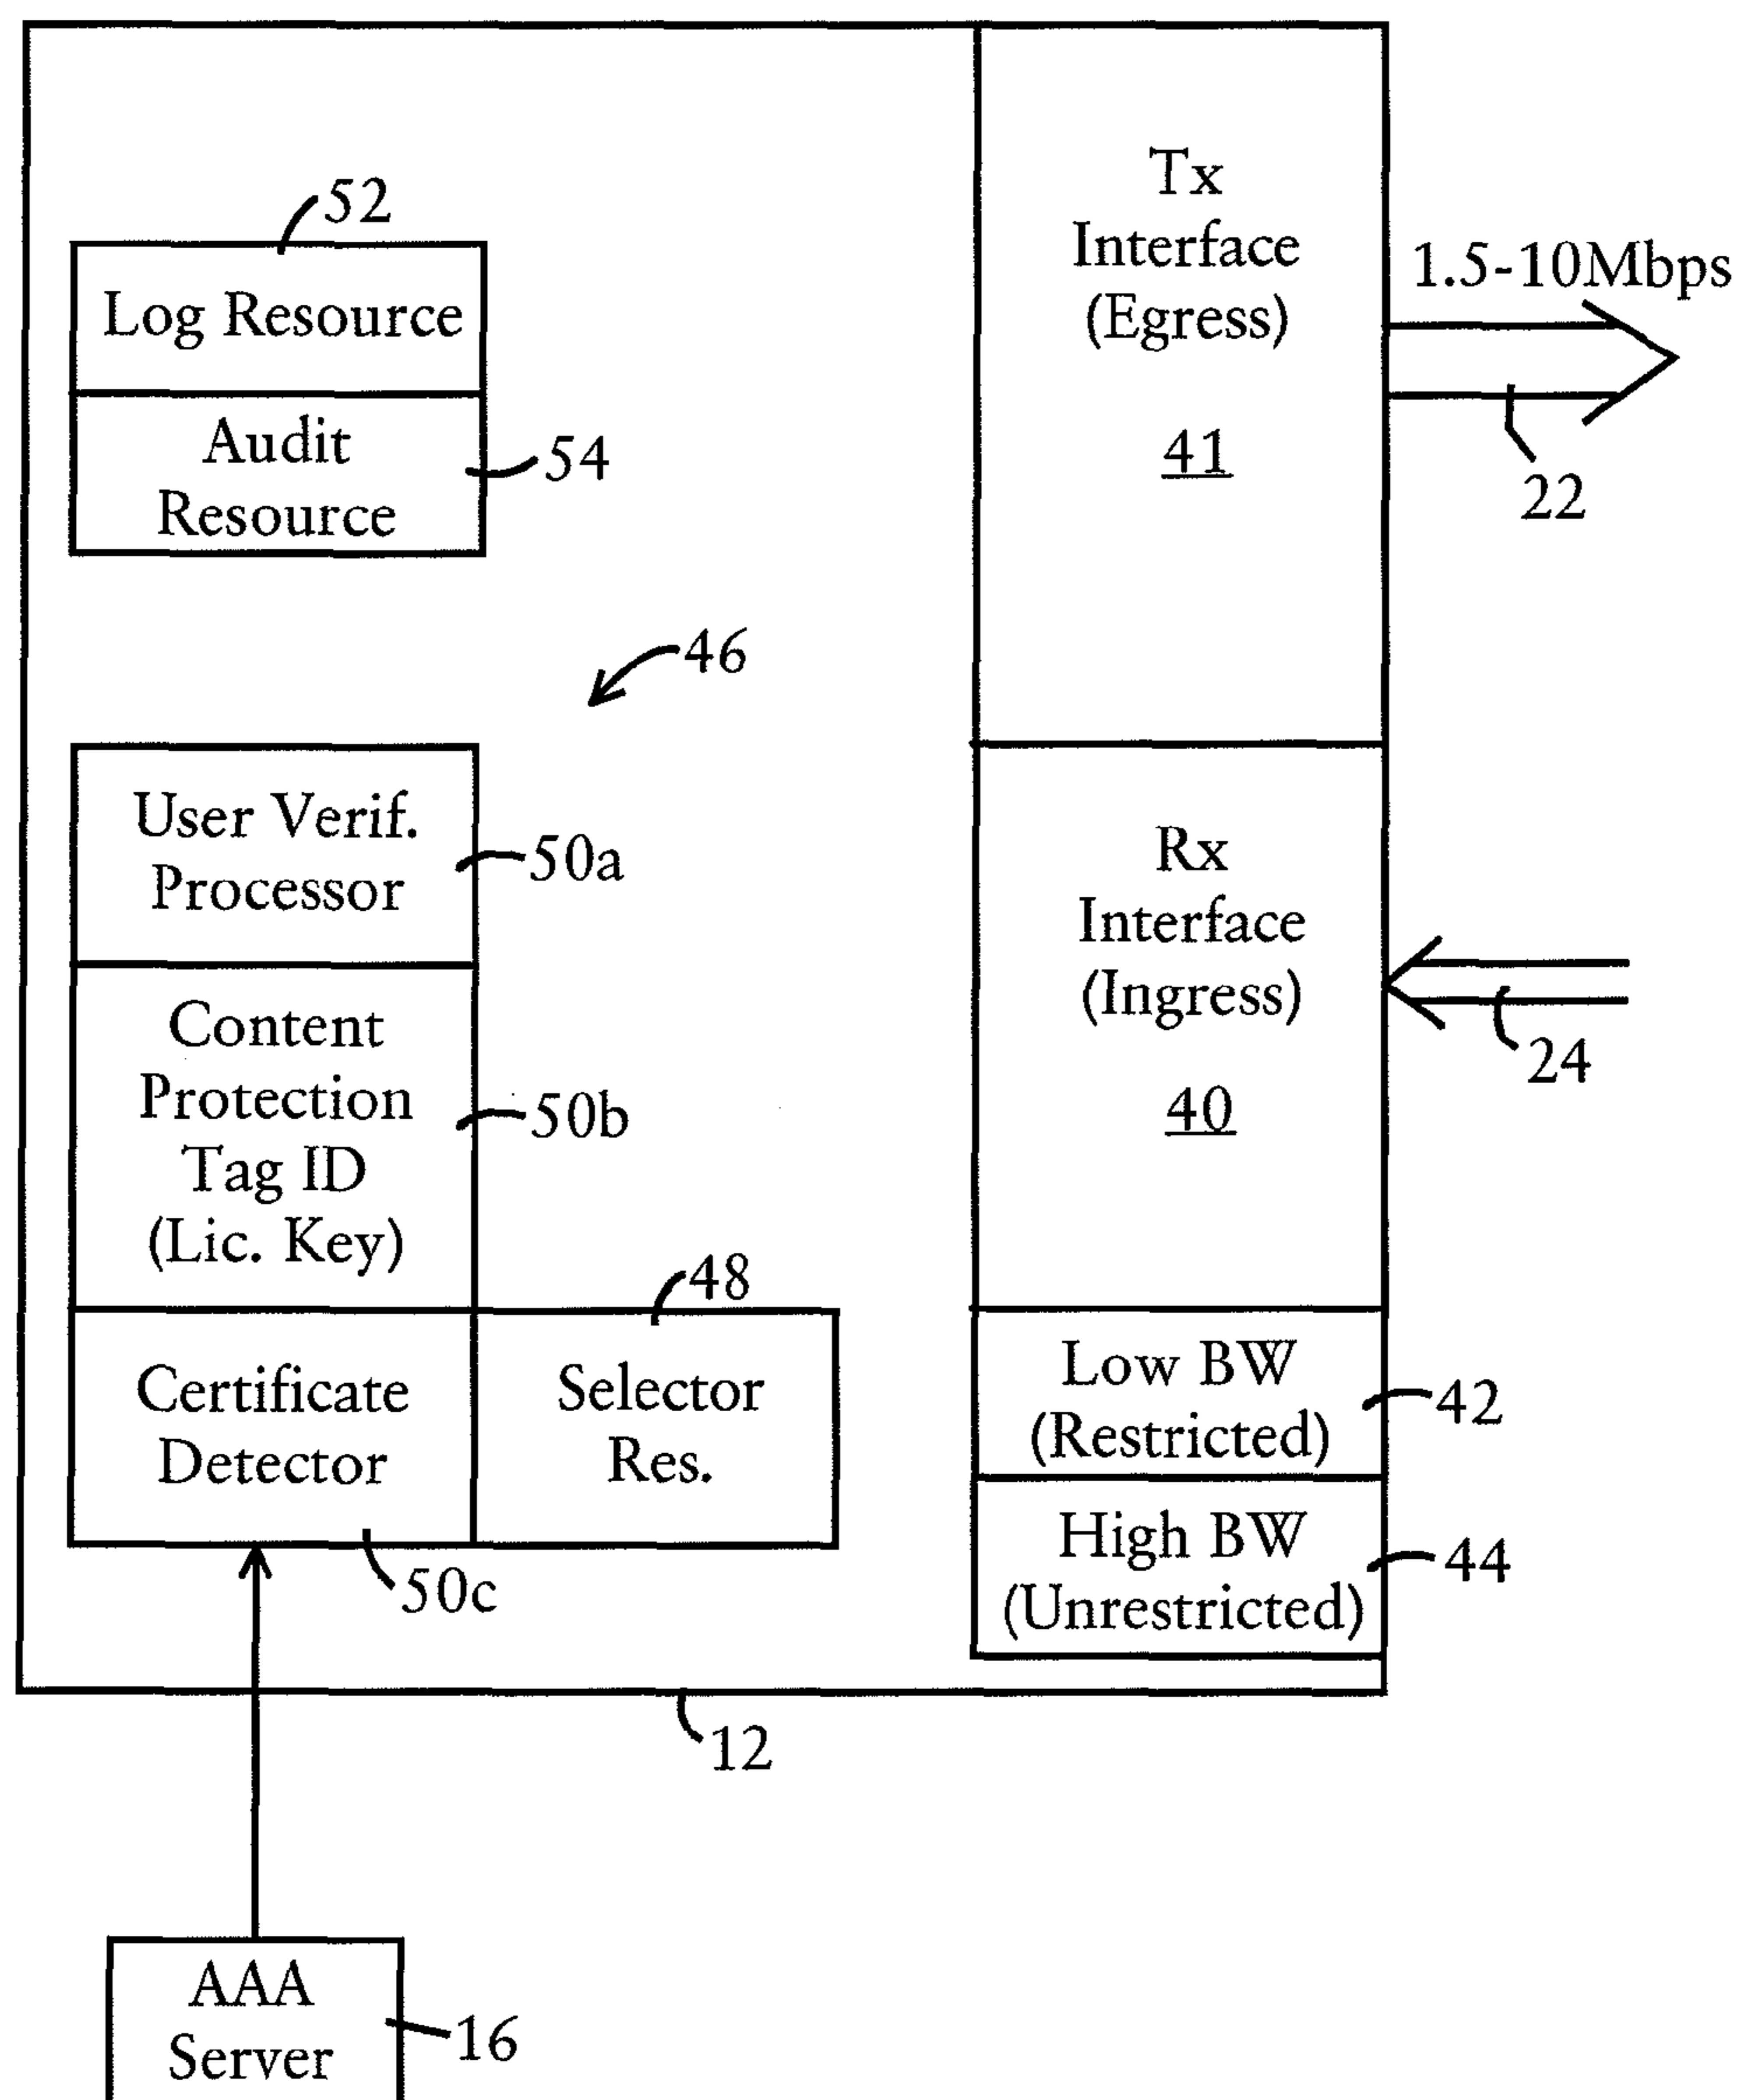 52
Log Resource
Audit
Resource
54
46
User Verif.
Processor
50a
Content
Protection
Tag ID
(Lic. Key)
50b
Certificate
Detector
50c
48
Selector
Res.
Tx
Interface
(Egress)
41
1.5-10Mbps
22
Rx
Interface
(Ingress)
40
24
Low BW
(Restricted)
42
High BW
(Unrestricted)
44
12
AAA
Server
16